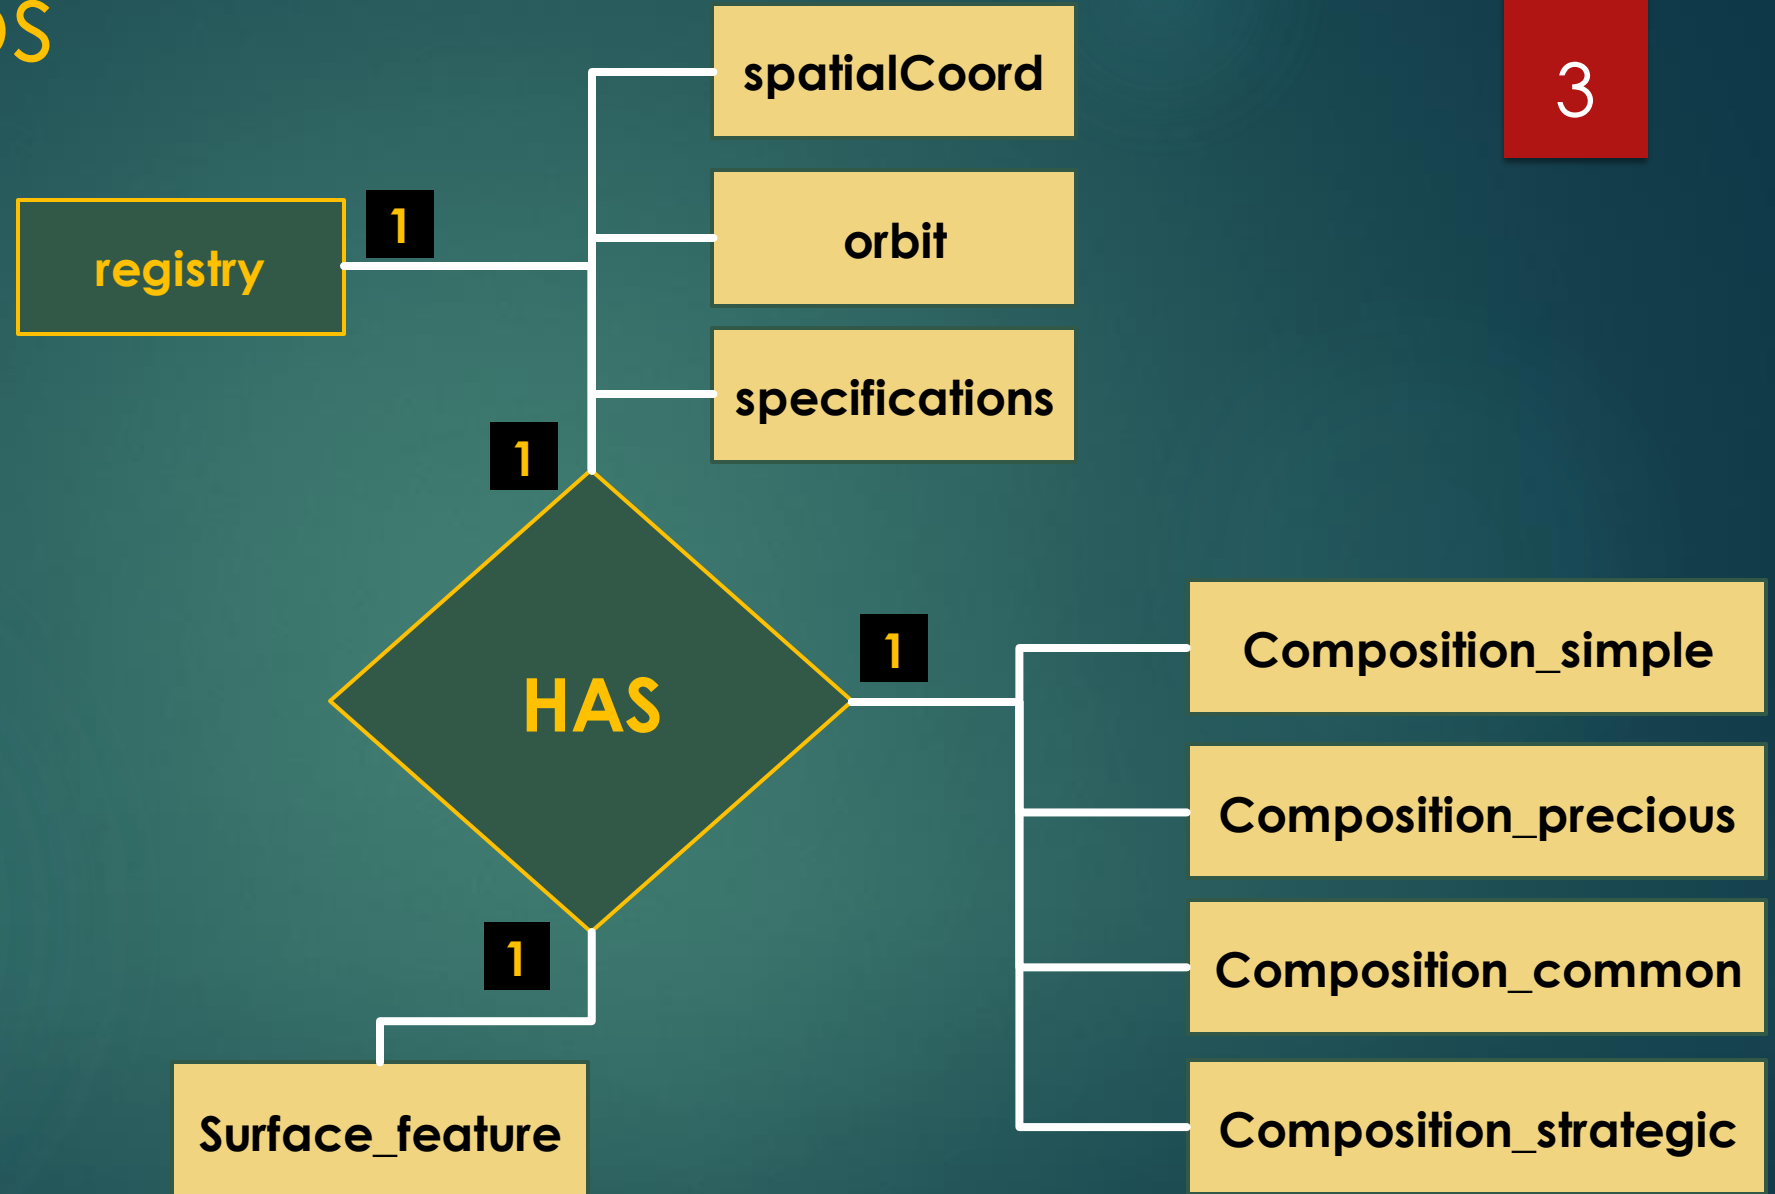 spatialCoord
3
orbit
1
registry
specifications
1
HAS
1
Composition_simple
Composition_precious
Composition_common
Composition_strategic
1
Surface_feature